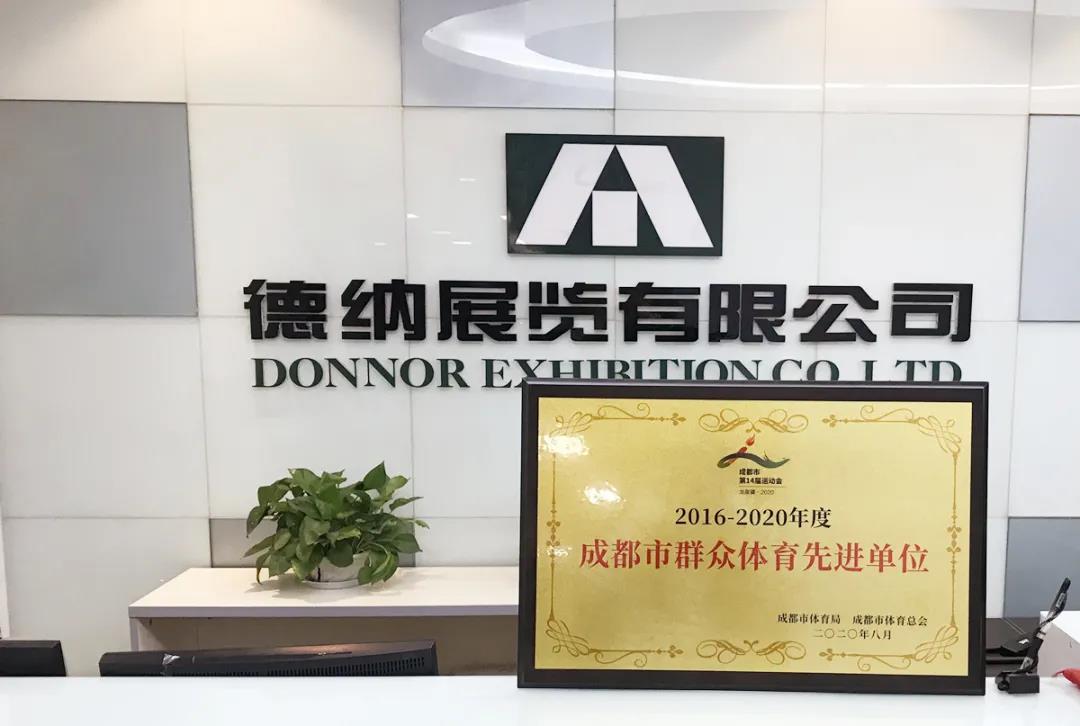 德纳展览有限公司
DONNOR EXHIBITION CO. LTD
成都市
第14届运动会
2020
2016-2020年度
成都市群众体育先进单位
成都市体育局 成都市体育总会
二〇二〇年八月